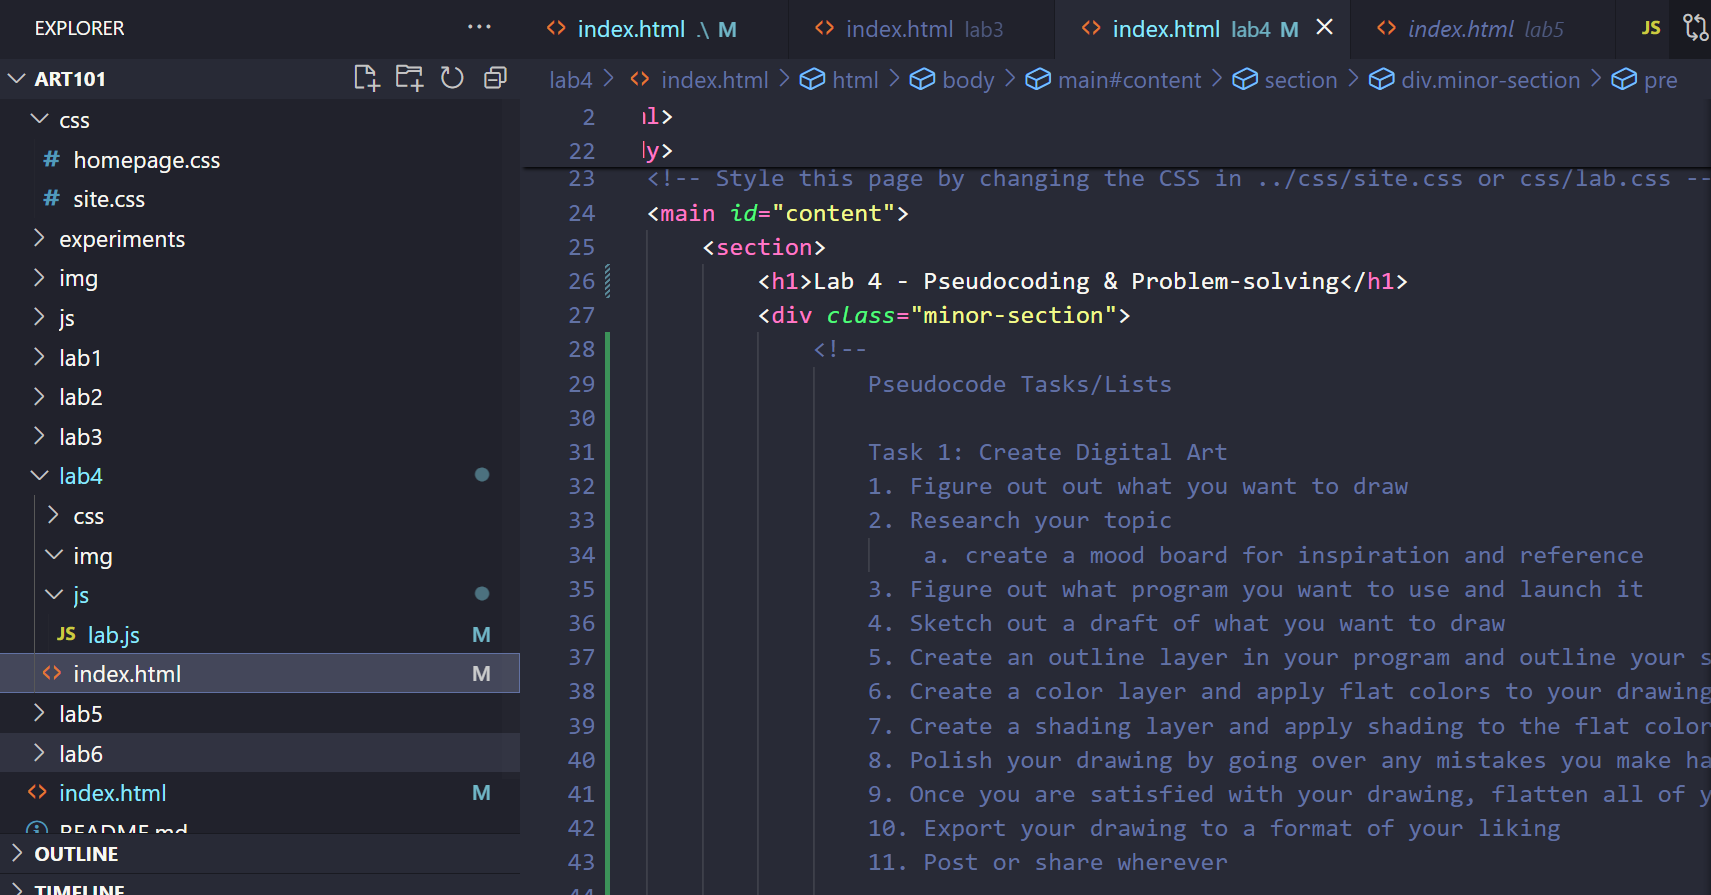 EXPLORER
ART101
css
# homepage.css
# site.css
experiments
img
js
lab1
lab2
lab3
lab4
css
img
js
JS lab.js M
<> index.html M
lab5
lab6
<> index.html M
README.md
OUTLINE
TIMELINE
<> index.html .\ M
<> index.html lab3
<> index.html lab4 M
<> index.html lab5
JS
lab4 > <> index.html > html > body > main#content > section > div.minor-section > pre
2 l>
22 y>
23 <!-- Style this page by changing the CSS in ../css/site.css or css/lab.css --
24 <main id="content">
25 <section>
26 <h1>Lab 4 - Pseudocoding & Problem-solving</h1>
27 <div class="minor-section">
28 <!--
29 Pseudocode Tasks/Lists
30
31 Task 1: Create Digital Art
32 1. Figure out out what you want to draw
33 2. Research your topic
34 a. create a mood board for inspiration and reference
35 3. Figure out what program you want to use and launch it
36 4. Sketch out a draft of what you want to draw
37 5. Create an outline layer in your program and outline your s
38 6. Create a color layer and apply flat colors to your drawing
39 7. Create a shading layer and apply shading to the flat color
40 8. Polish your drawing by going over any mistakes you make ha
41 9. Once you are satisfied with your drawing, flatten all of y
42 10. Export your drawing to a format of your liking
43 11. Post or share wherever